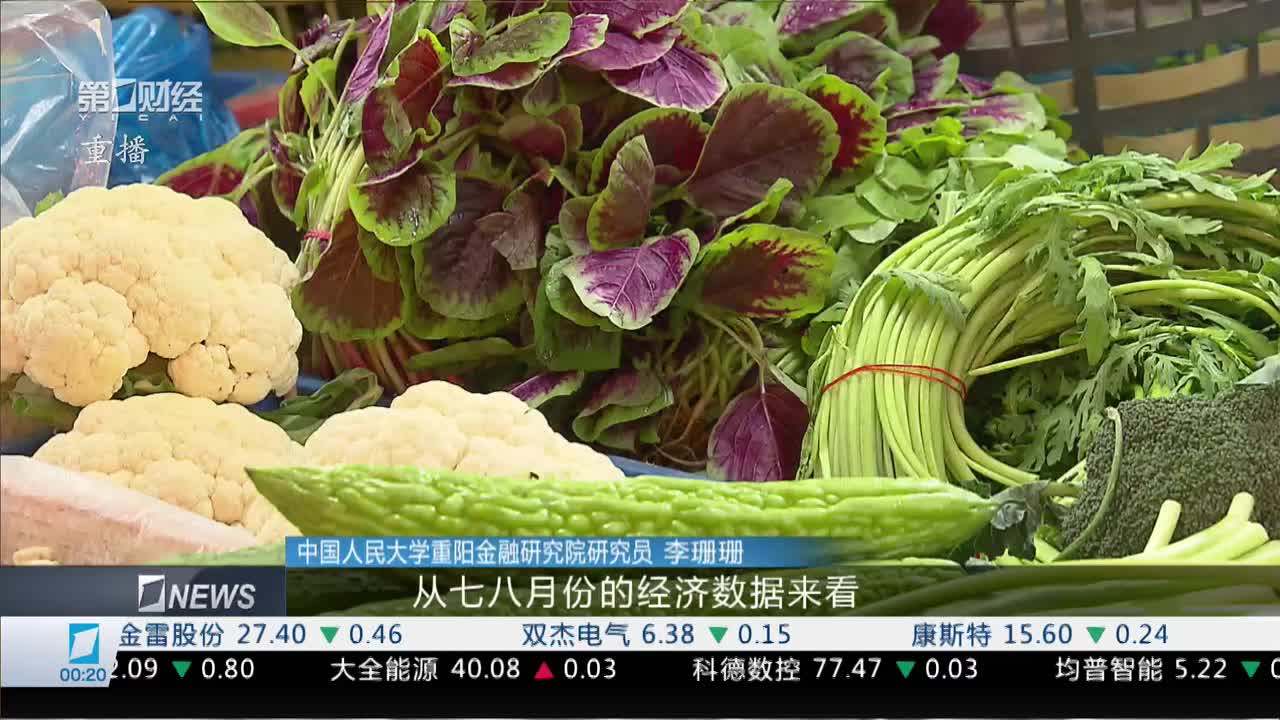 第一财经
YICAI
重播
中国人民大学重阳金融研究院研究员 李珊珊
NEWS
从七八月份的经济数据来看
金雷股份 27.40 ▼ 0.46 双杰电气 6.38 ▼ 0.15 康斯特 15.60 ▼ 0.24
00:20
2.09 ▼ 0.80 大全能源 40.08 ▲ 0.03 科德数控 77.47 ▼ 0.03 均普智能 5.22 ▼